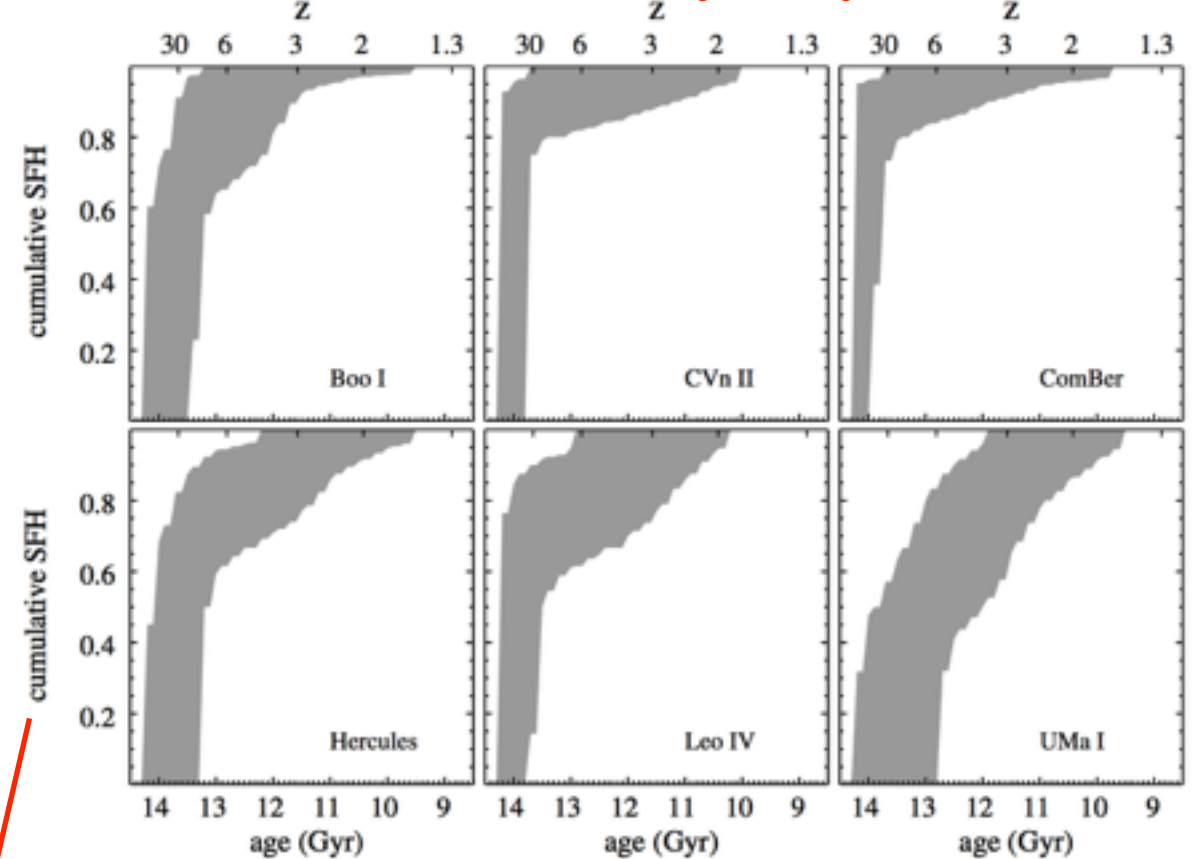 z z z
30 6 3 2 1.3 30 6 3 2 1.3 30 6 3 2 1.3
cumulative SFH
0.8
0.6
0.4
0.2
Boo I CVn II ComBer
cumulative SFH
0.8
0.6
0.4
0.2
Hercules Leo IV UMa I
14 13 12 11 10 9 14 13 12 11 10 9 14 13 12 11 10 9
age (Gyr) age (Gyr) age (Gyr)